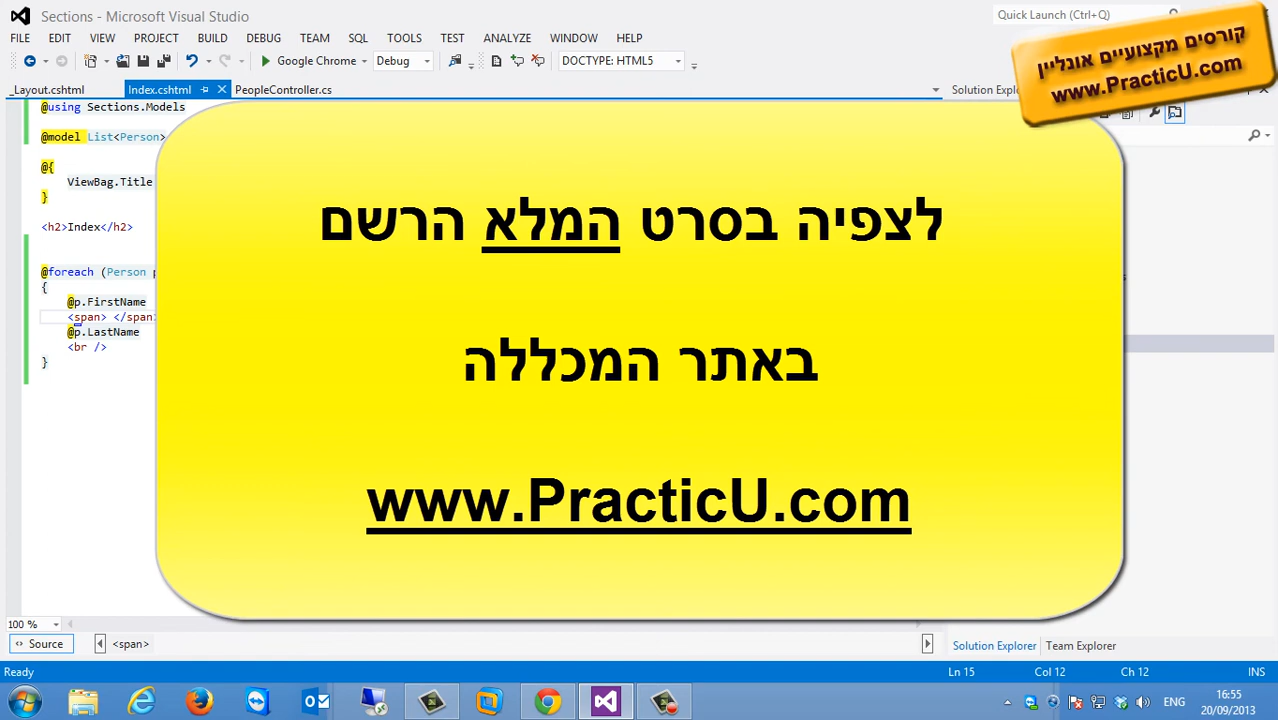 Sections - Microsoft Visual Studio
Quick Launch (Ctrl+Q)
FILE EDIT VIEW PROJECT BUILD DEBUG TEAM SQL TOOLS TEST ANALYZE WINDOW HELP
קורסים מקצועיים אונליין
www.PracticU.com
Google Chrome Debug DOCTYPE: HTML5
_Layout.cshtml Index.cshtml PeopleController.cs
Solution
@using Sections.Models
@model List<Person>
@{
ViewBag.Title
}
<h2>Index</h2>
@foreach (Person p
{
@p.FirstName
<span> </span>
@p.LastName
<br />
}
לצפיה בסרט המלא הרשם
באתר המכללה
www.PracticU.com
100 %
Source <span>
Solution Explorer Team Explorer
Ready Ln 15 Col 12 Ch 12 INS
ENG
16:55
20/09/2013